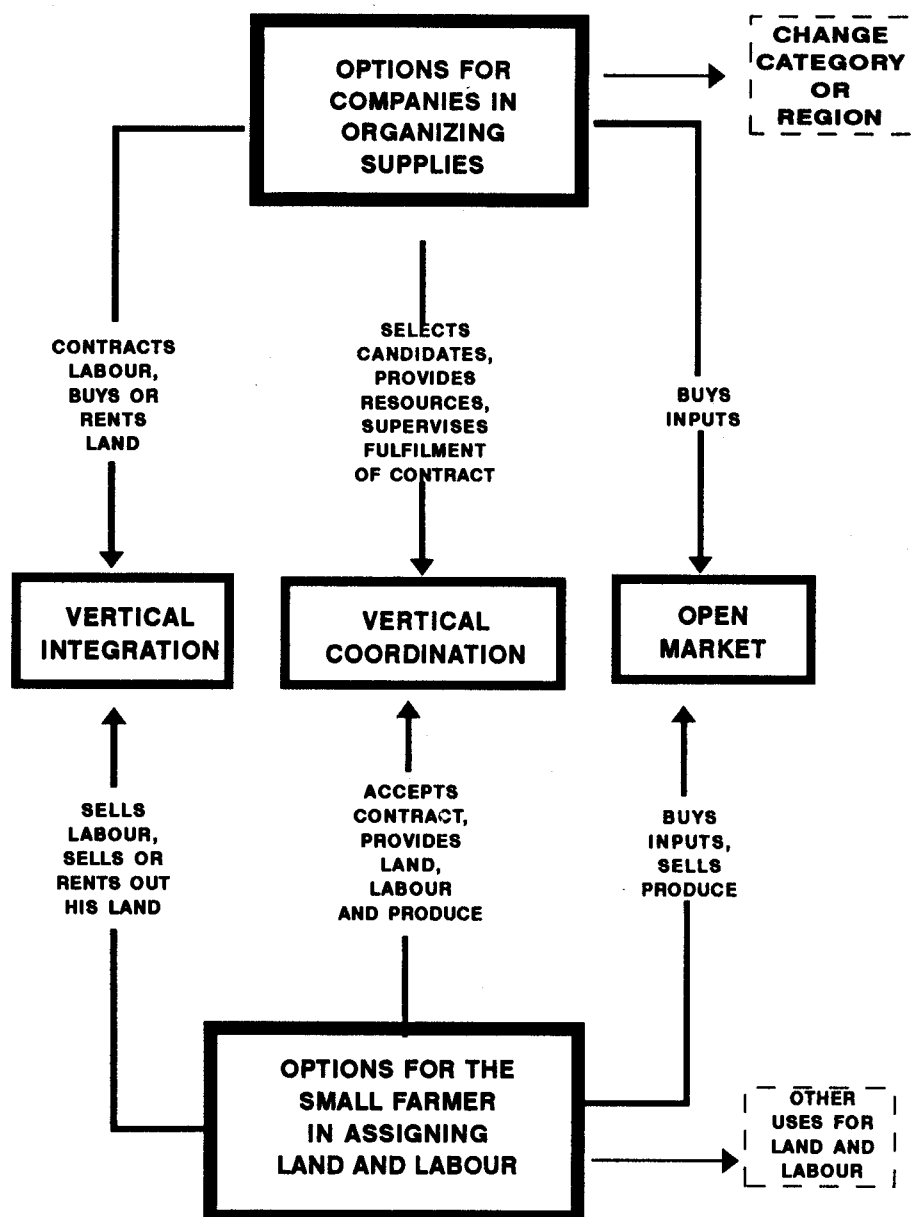 OPTIONS FOR
COMPANIES IN
ORGANIZING
SUPPLIES
CHANGE
CATEGORY
OR
REGION
CONTRACTS
LABOUR,
BUYS OR
RENTS
LAND
SELECTS
CANDIDATES,
PROVIDES
RESOURCES,
SUPERVISES
FULFILMENT
OF CONTRACT
BUYS
INPUTS
VERTICAL
INTEGRATION
VERTICAL
COORDINATION
OPEN
MARKET
SELLS
LABOUR,
SELLS OR
RENTS OUT
HIS LAND
ACCEPTS
CONTRACT,
PROVIDES
LAND,
LABOUR
AND PRODUCE
BUYS
INPUTS,
SELLS
PRODUCE
OPTIONS FOR THE
SMALL FARMER
IN ASSIGNING
LAND AND LABOUR
OTHER
USES FOR
LAND AND
LABOUR